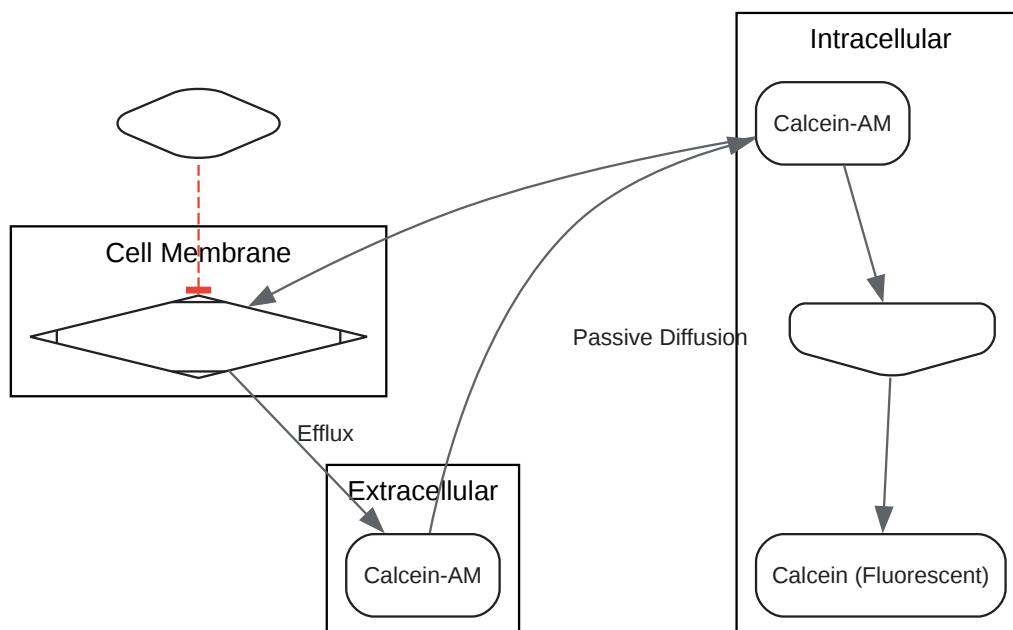 Intracellular
Calcein-AM
Cell Membrane
Passive Diffusion
Efflux
Extracellular
Calcein-AM
Calcein (Fluorescent)